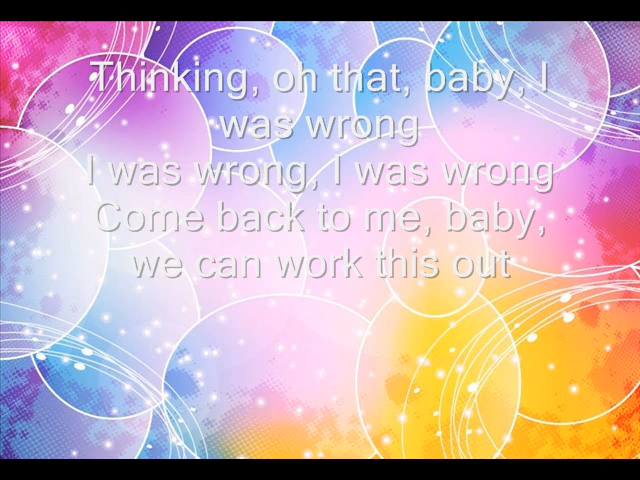 Thinking, oh that, baby, I
was wrong
I was wrong, I was wrong
Come back to me, baby,
we can work this out